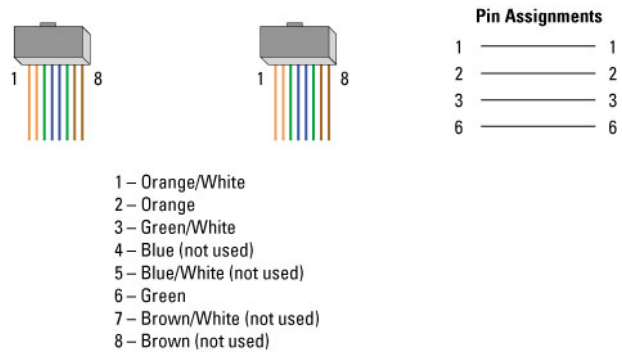 1 8
1 8
Pin Assignments
1 1
2 2
3 3
6 6
1 – Orange/White
2 – Orange
3 – Green/White
4 – Blue (not used)
5 – Blue/White (not used)
6 – Green
7 – Brown/White (not used)
8 – Brown (not used)